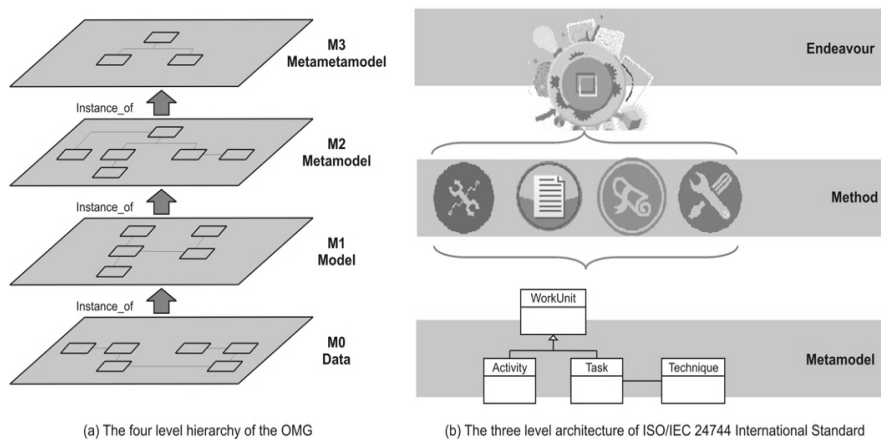 M3
Metametamodel
Instance_of
M2
Metamodel
Instance_of
M1
Model
Instance_of
M0
Data
(a) The four level hierarchy of the OMG
Endeavour
Method
WorkUnit
Activity
Task
Technique
Metamodel
(b) The three level architecture of ISO/IEC 24744 International Standard